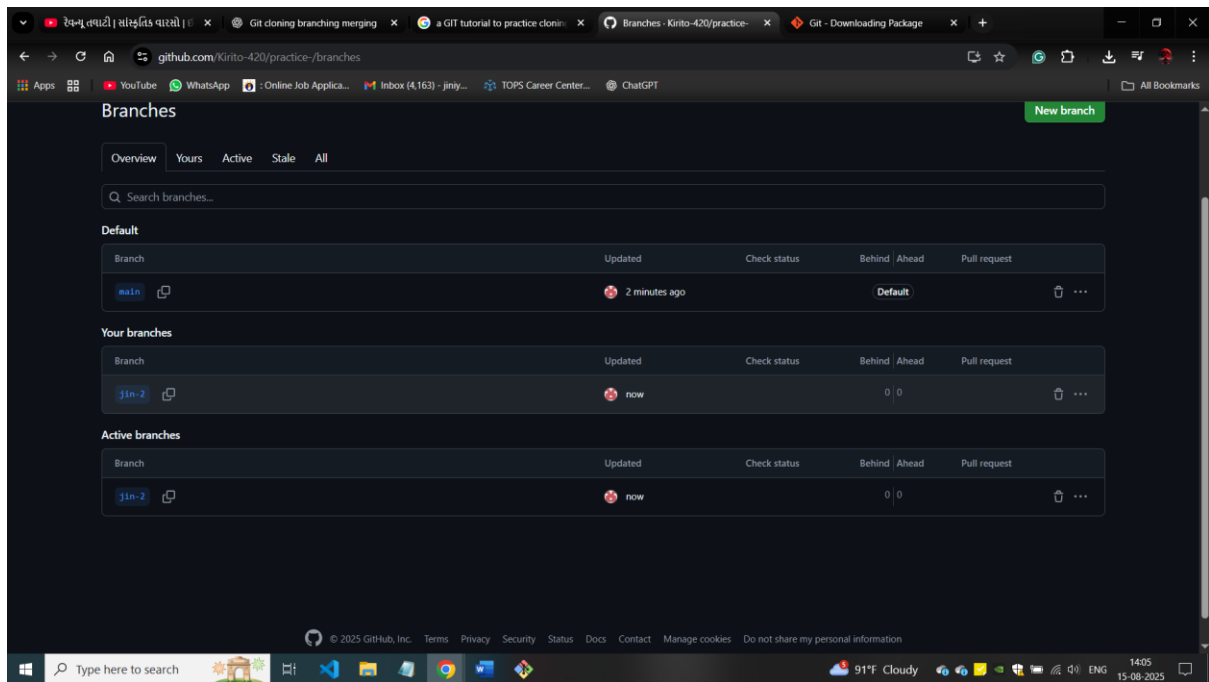 રેવન્યૂ તલાટી | સાંસ્કૃતિક વારસો |
Git cloning branching merging
a GIT tutorial to practice clonin
Branches · Kirito-420/practice-
Git - Downloading Package
github.com/Kirito-420/practice-/branches
Apps
YouTube
WhatsApp
: Online Job Applica...
Inbox (4,163) - jiniy...
TOPS Career Center...
ChatGPT
All Bookmarks
Branches
New branch
Overview Yours Active Stale All
Search branches...
Default
Branch Updated Check status Behind Ahead Pull request
main 2 minutes ago Default
Your branches
Branch Updated Check status Behind Ahead Pull request
jin-2 now 0 0
Active branches
Branch Updated Check status Behind Ahead Pull request
jin-2 now 0 0
© 2025 GitHub, Inc. Terms Privacy Security Status Docs Contact Manage cookies Do not share my personal information
Type here to search
91°F Cloudy
ENG
14:05
15-08-2025